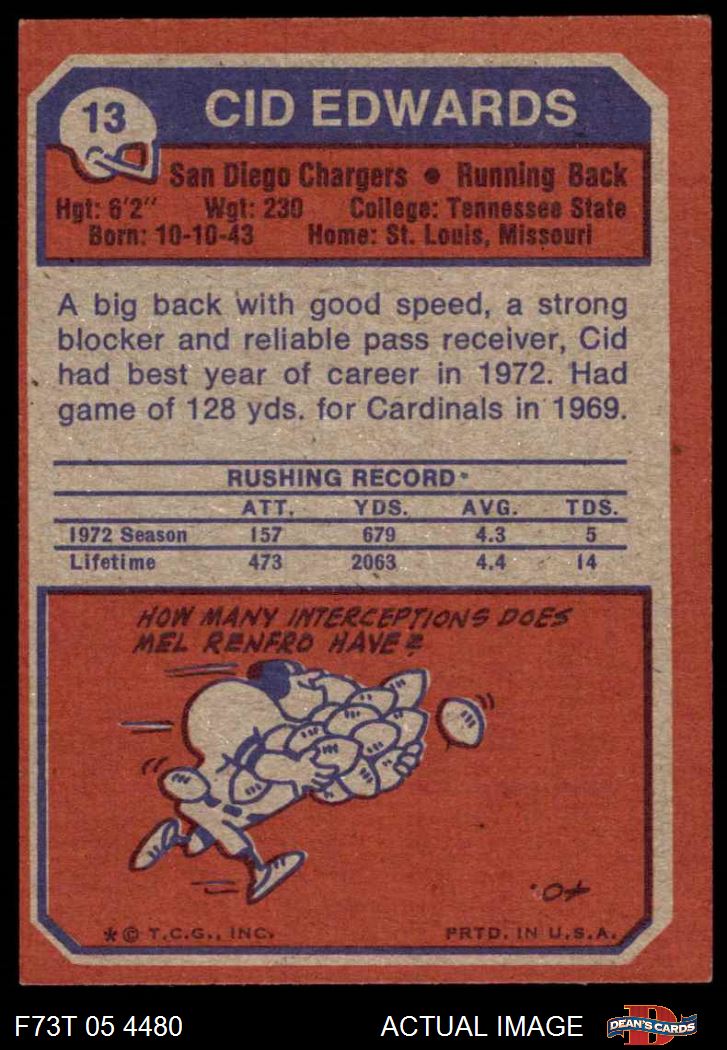 13
CID EDWARDS
San Diego Chargers • Running Back
Hgt: 6'2" Wgt: 230 College: Tennessee State
Born: 10-10-43 Home: St. Louis, Missouri
A big back with good speed, a strong
blocker and reliable pass receiver, Cid
had best year of career in 1972. Had
game of 128 yds. for Cardinals in 1969.
RUSHING RECORD
ATT. YDS. AVG. TDS.
1972 Season 157 679 4.3 5
Lifetime 473 2063 4.4 14
HOW MANY INTERCEPTIONS DOES
MEL RENFRO HAVE?
*© T.C.G., INC. PRTD. IN U.S.A.
F73T 05 4480 ACTUAL IMAGE
D
DEAN'S CARDS